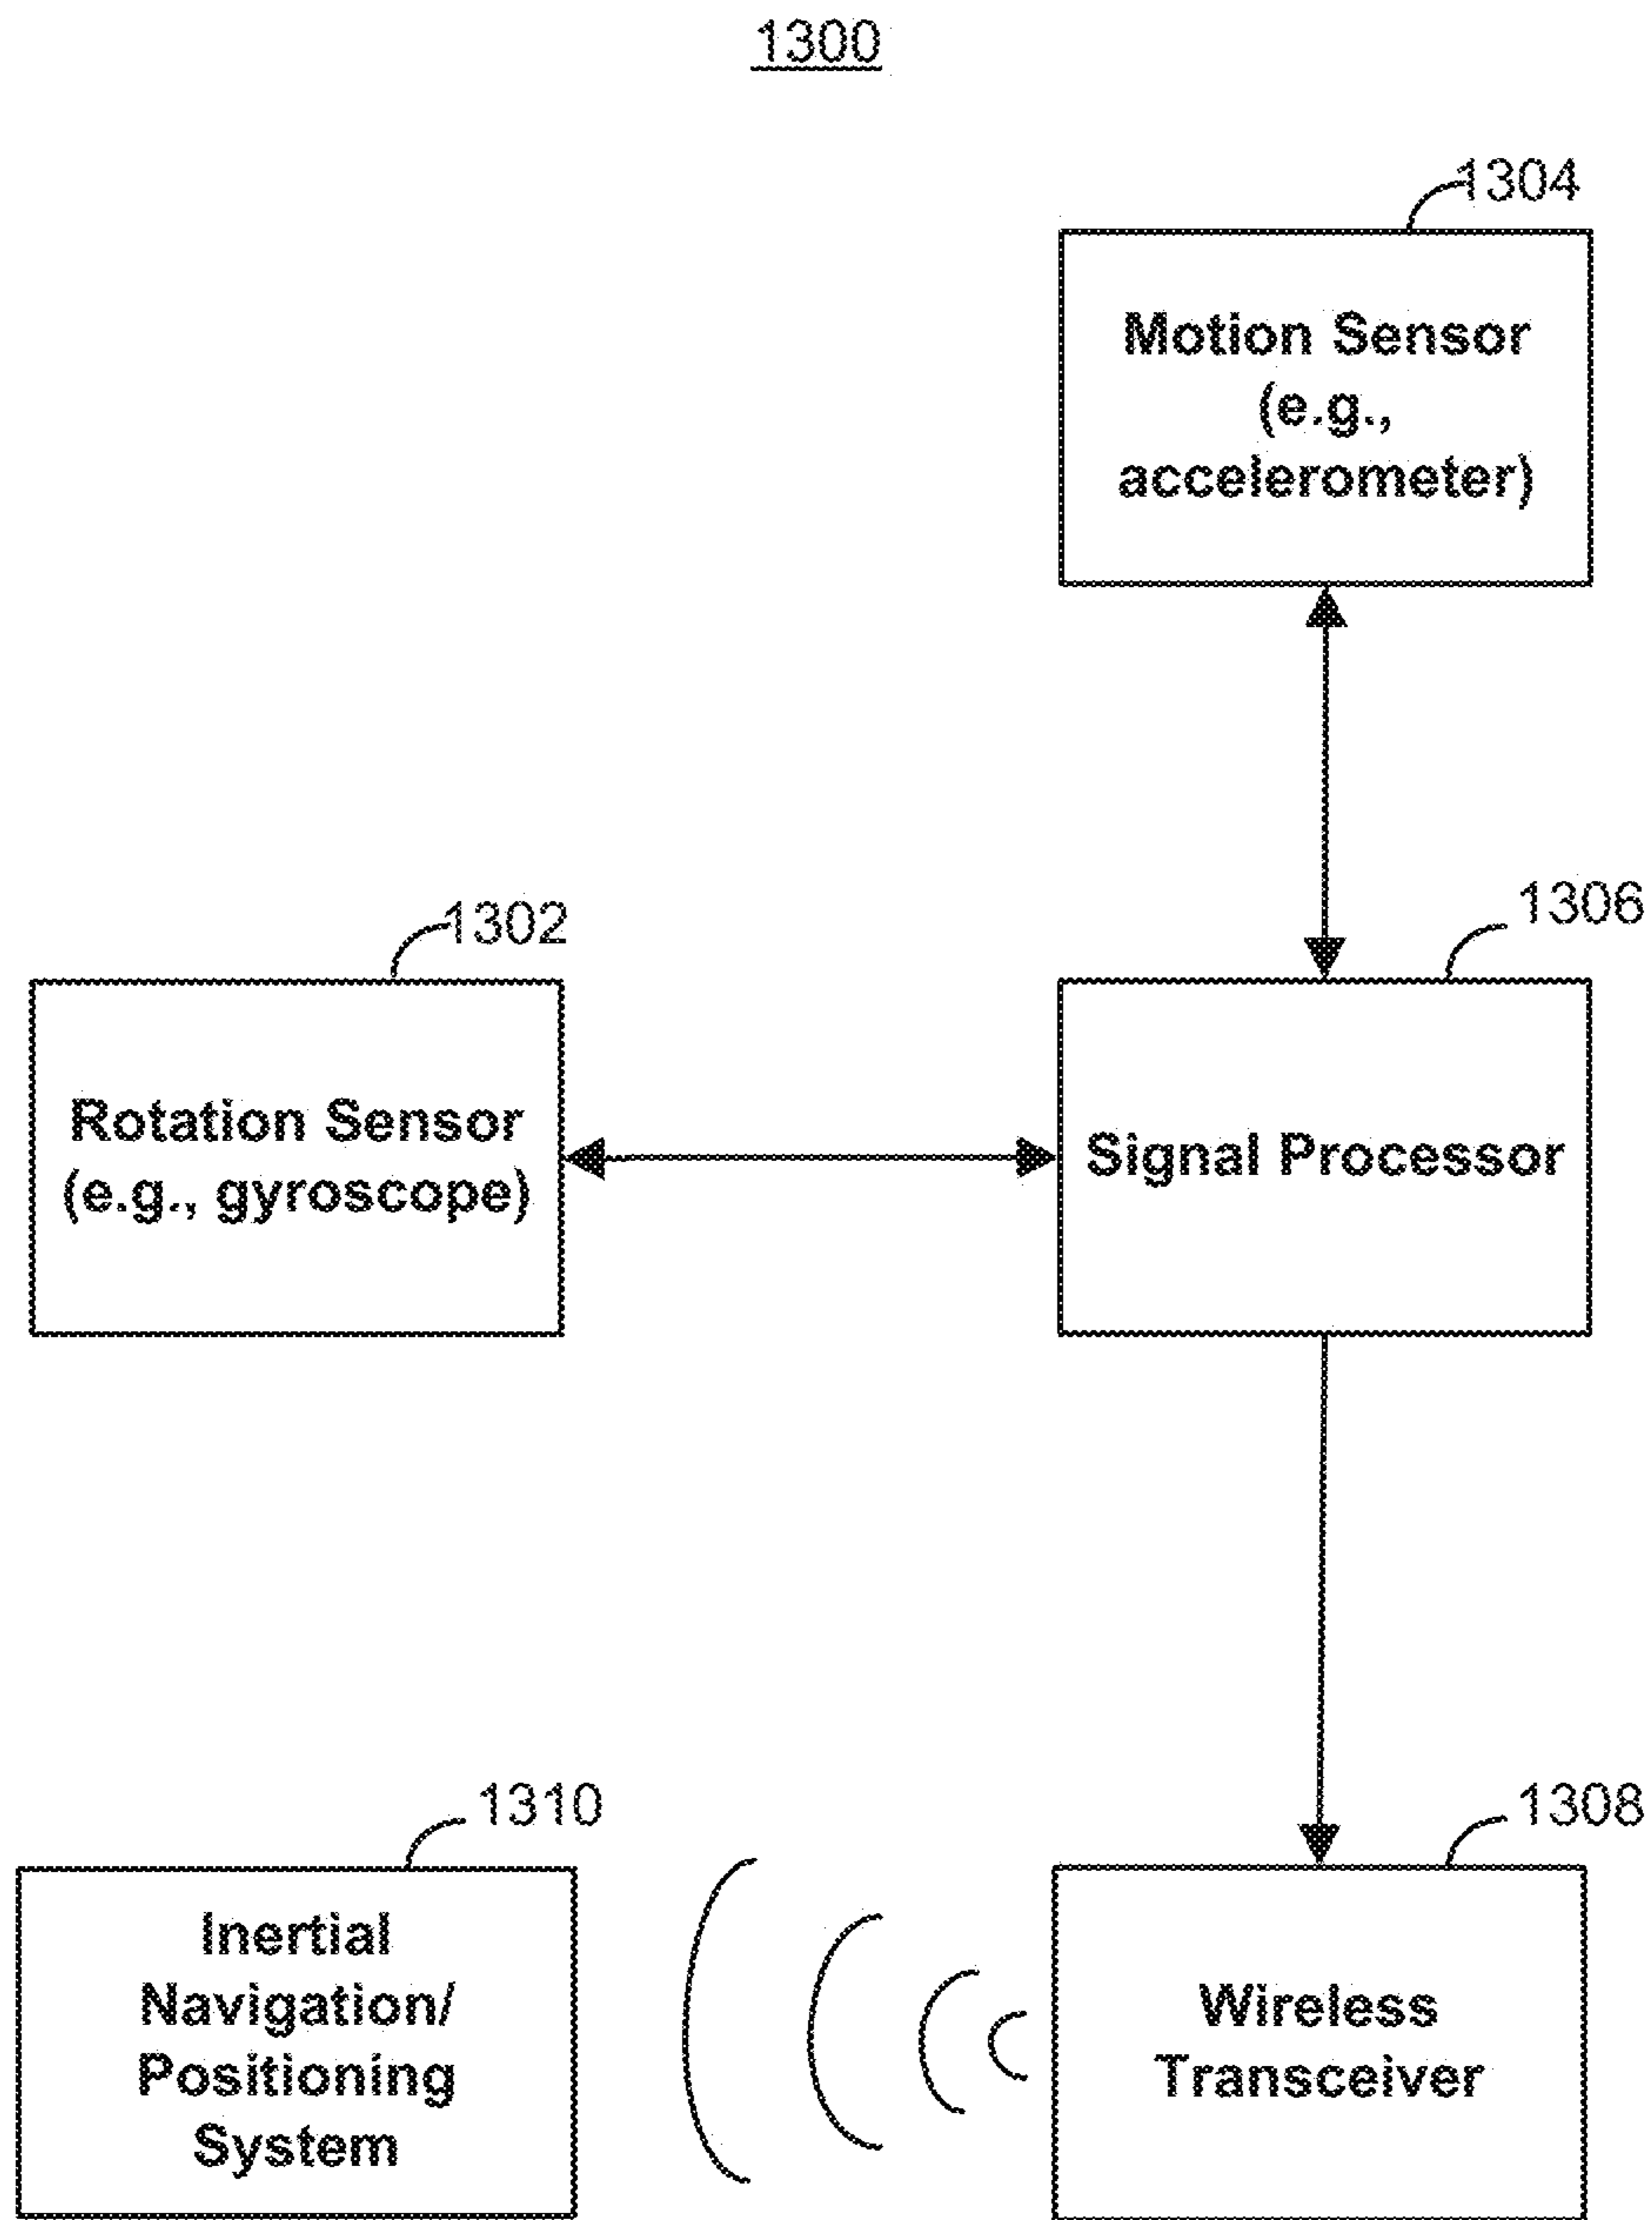 1300
1304
Motion Sensor
(e.g.,
accelerometer)
1302
Rotation Sensor
(e.g., gyroscope)
1306
Signal Processor
1310
Inertial
Navigation/
Positioning
System
1308
Wireless
Transceiver